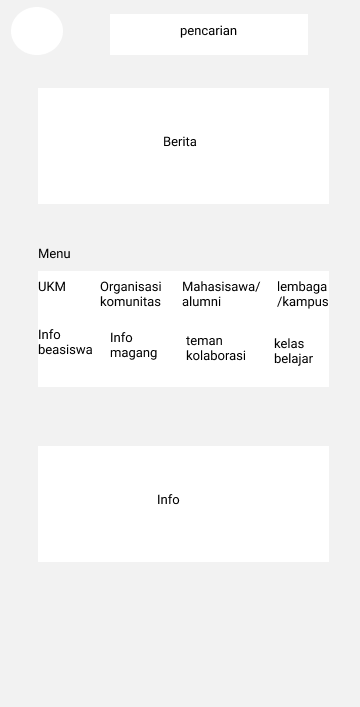 pencarian
Berita
Menu
UKM
Organisasi
komunitas
Mahasisawa/
alumni
lembaga
/kampus
Info
beasiswa
Info
magang
teman
kolaborasi
kelas
belajar
Info